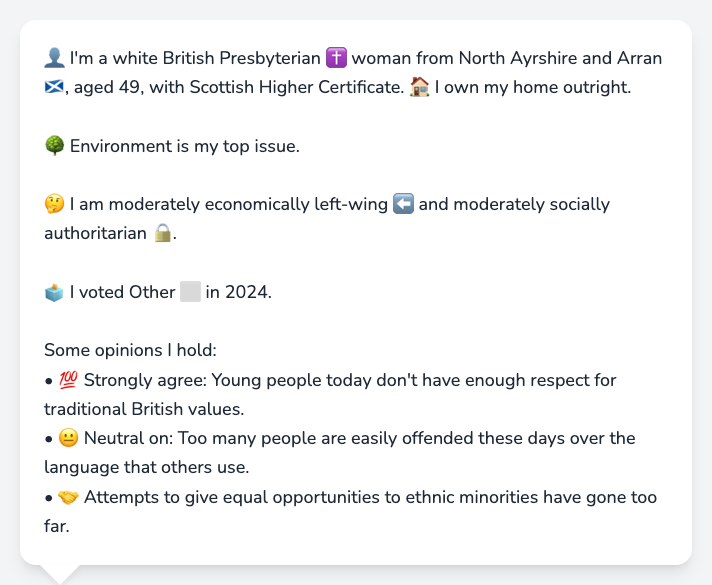 👤 I'm a white British Presbyterian ✝️ woman from North Ayrshire and Arran
🏴󠁧󠁢󠁳󠁣󠁴󠁿, aged 49, with Scottish Higher Certificate. 🏠 I own my home outright.
🌳 Environment is my top issue.
🤔 I am moderately economically left-wing ⬅️ and moderately socially
authoritarian 🔒.
🗳️ I voted Other ⬜ in 2024.
Some opinions I hold:
• 💯 Strongly agree: Young people today don't have enough respect for
traditional British values.
• 😐 Neutral on: Too many people are easily offended these days over the
language that others use.
• 🤝 Attempts to give equal opportunities to ethnic minorities have gone too
far.